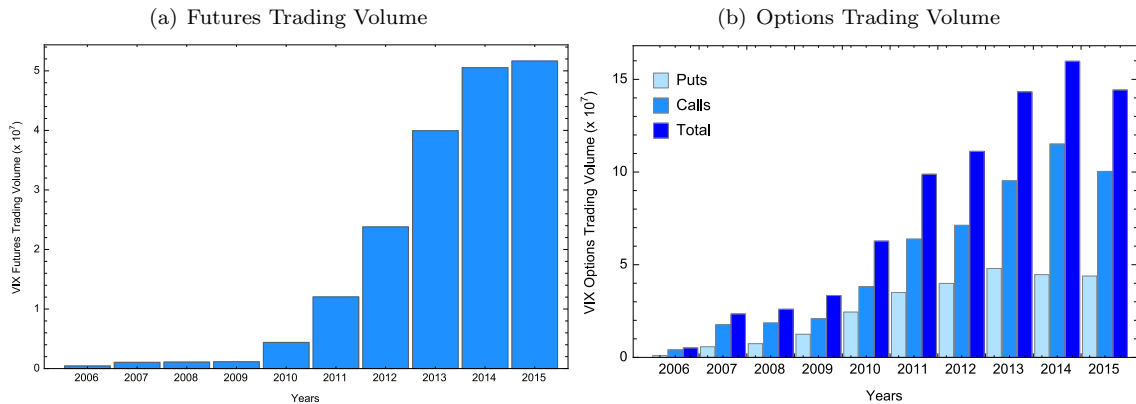 (a) Futures Trading Volume
VIX Futures Trading Volume (x 10⁷)
5
4
3
2
1
0
2006 2007 2008 2009 2010 2011 2012 2013 2014 2015
Years
(b) Options Trading Volume
VIX Options Trading Volume (x 10⁷)
15
10
5
0
Puts
Calls
Total
2006 2007 2008 2009 2010 2011 2012 2013 2014 2015
Years